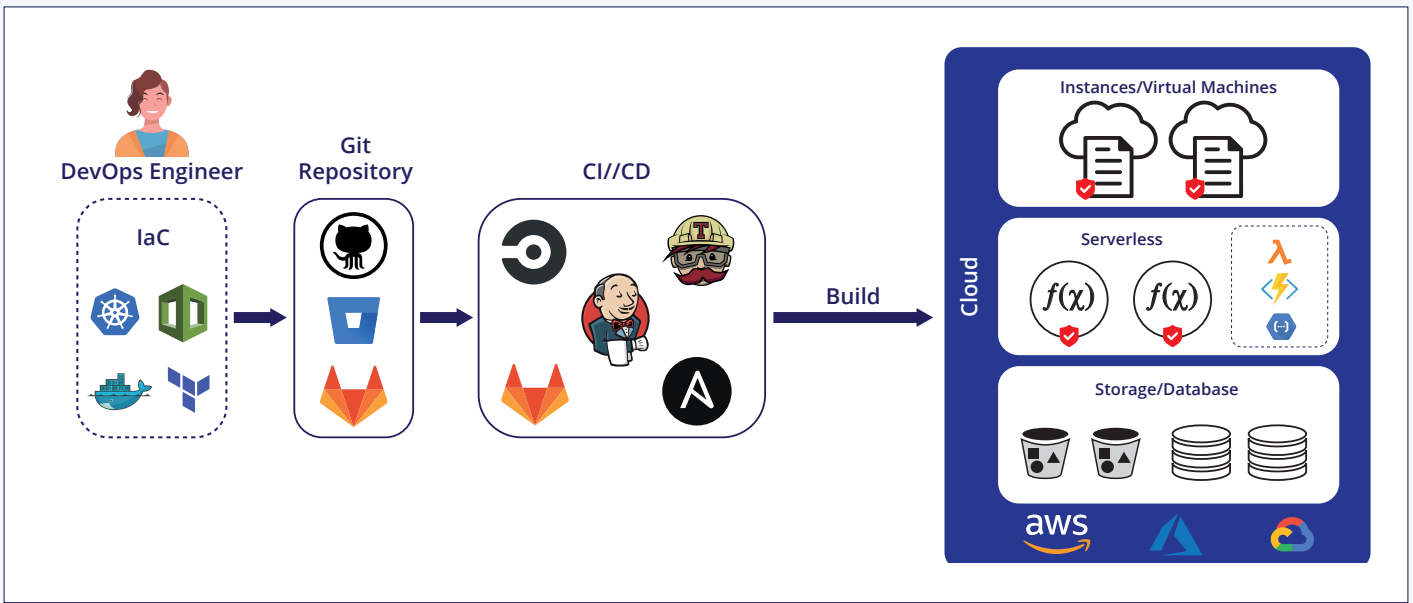 DevOps Engineer
IaC
Git
Repository
CI//CD
T
Build
Cloud
Instances/Virtual Machines
Serverless
f(χ)
f(χ)
λ
{···}
Storage/Database
aws